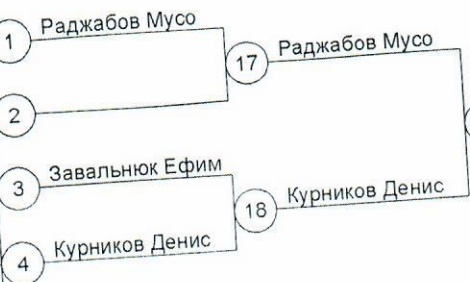 1 Раджабов Мусо
17 Раджабов Мусо
2
3 Завальнюк Ефим
18 Курников Денис
4 Курников Денис